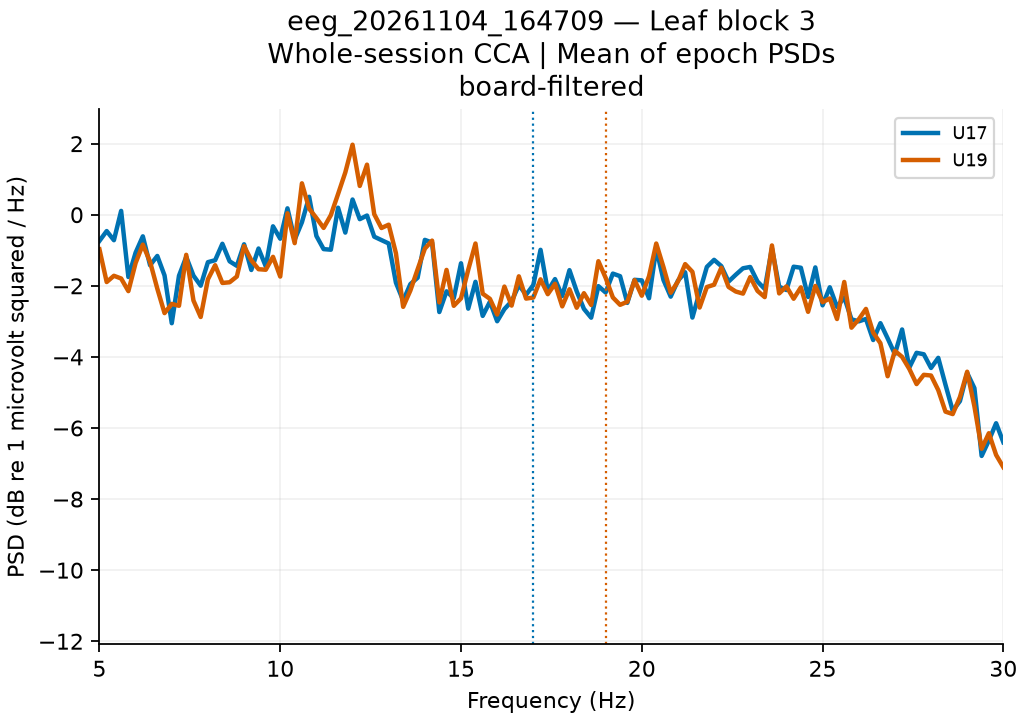 eeg_20261104_164709 — Leaf block 3
Whole-session CCA | Mean of epoch PSDs
board-filtered
U17
U19
PSD (dB re 1 microvolt squared / Hz)
2
0
−2
−4
−6
−8
−10
−12
5
10
15
20
25
30
Frequency (Hz)